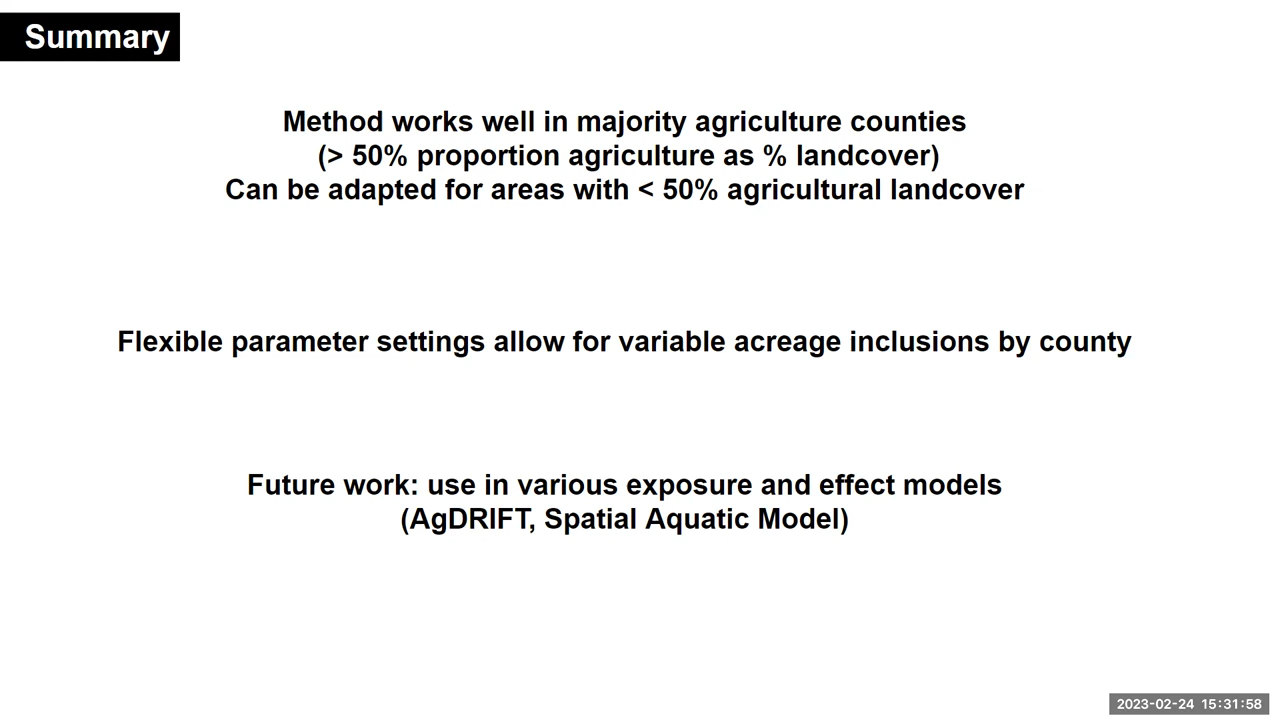 Summary
Method works well in majority agriculture counties
(> 50% proportion agriculture as % landcover)
Can be adapted for areas with < 50% agricultural landcover
Flexible parameter settings allow for variable acreage inclusions by county
Future work: use in various exposure and effect models
(AgDRIFT, Spatial Aquatic Model)
2023-02-24 15:31:58